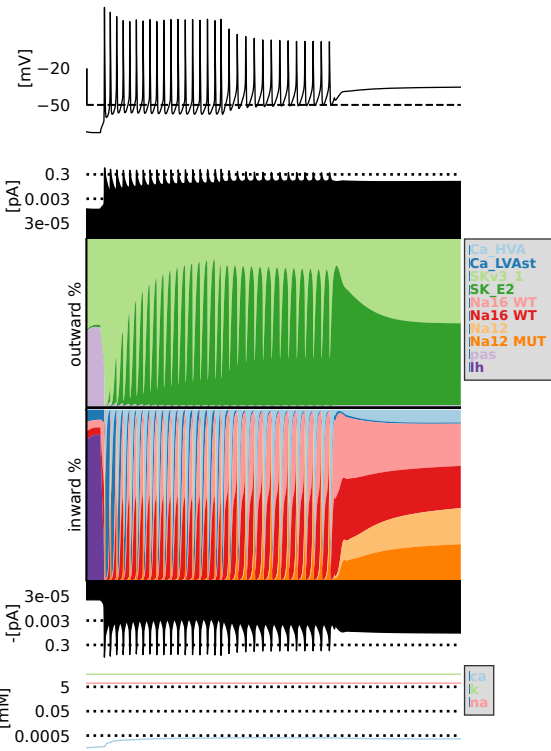 [mV]
−20
−50
[pA]
0.3
0.003
3e-05
outward %
Ca_HVA
Ca_LVAst
SKv3_1
SK_E2
Na16 WT
Na16 WT
Na12
Na12 MUT
pas
Ih
inward %
-[pA]
3e-05
0.003
0.3
[mM]
5
0.05
0.0005
ca
k
na